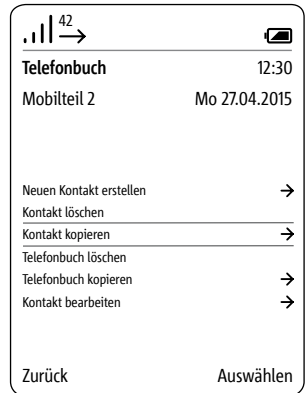 42
Telefonbuch 12:30
Mobilteil 2 Mo 27.04.2015
Neuen Kontakt erstellen
Kontakt löschen
Kontakt kopieren
Telefonbuch löschen
Telefonbuch kopieren
Kontakt bearbeiten
Zurück Auswählen